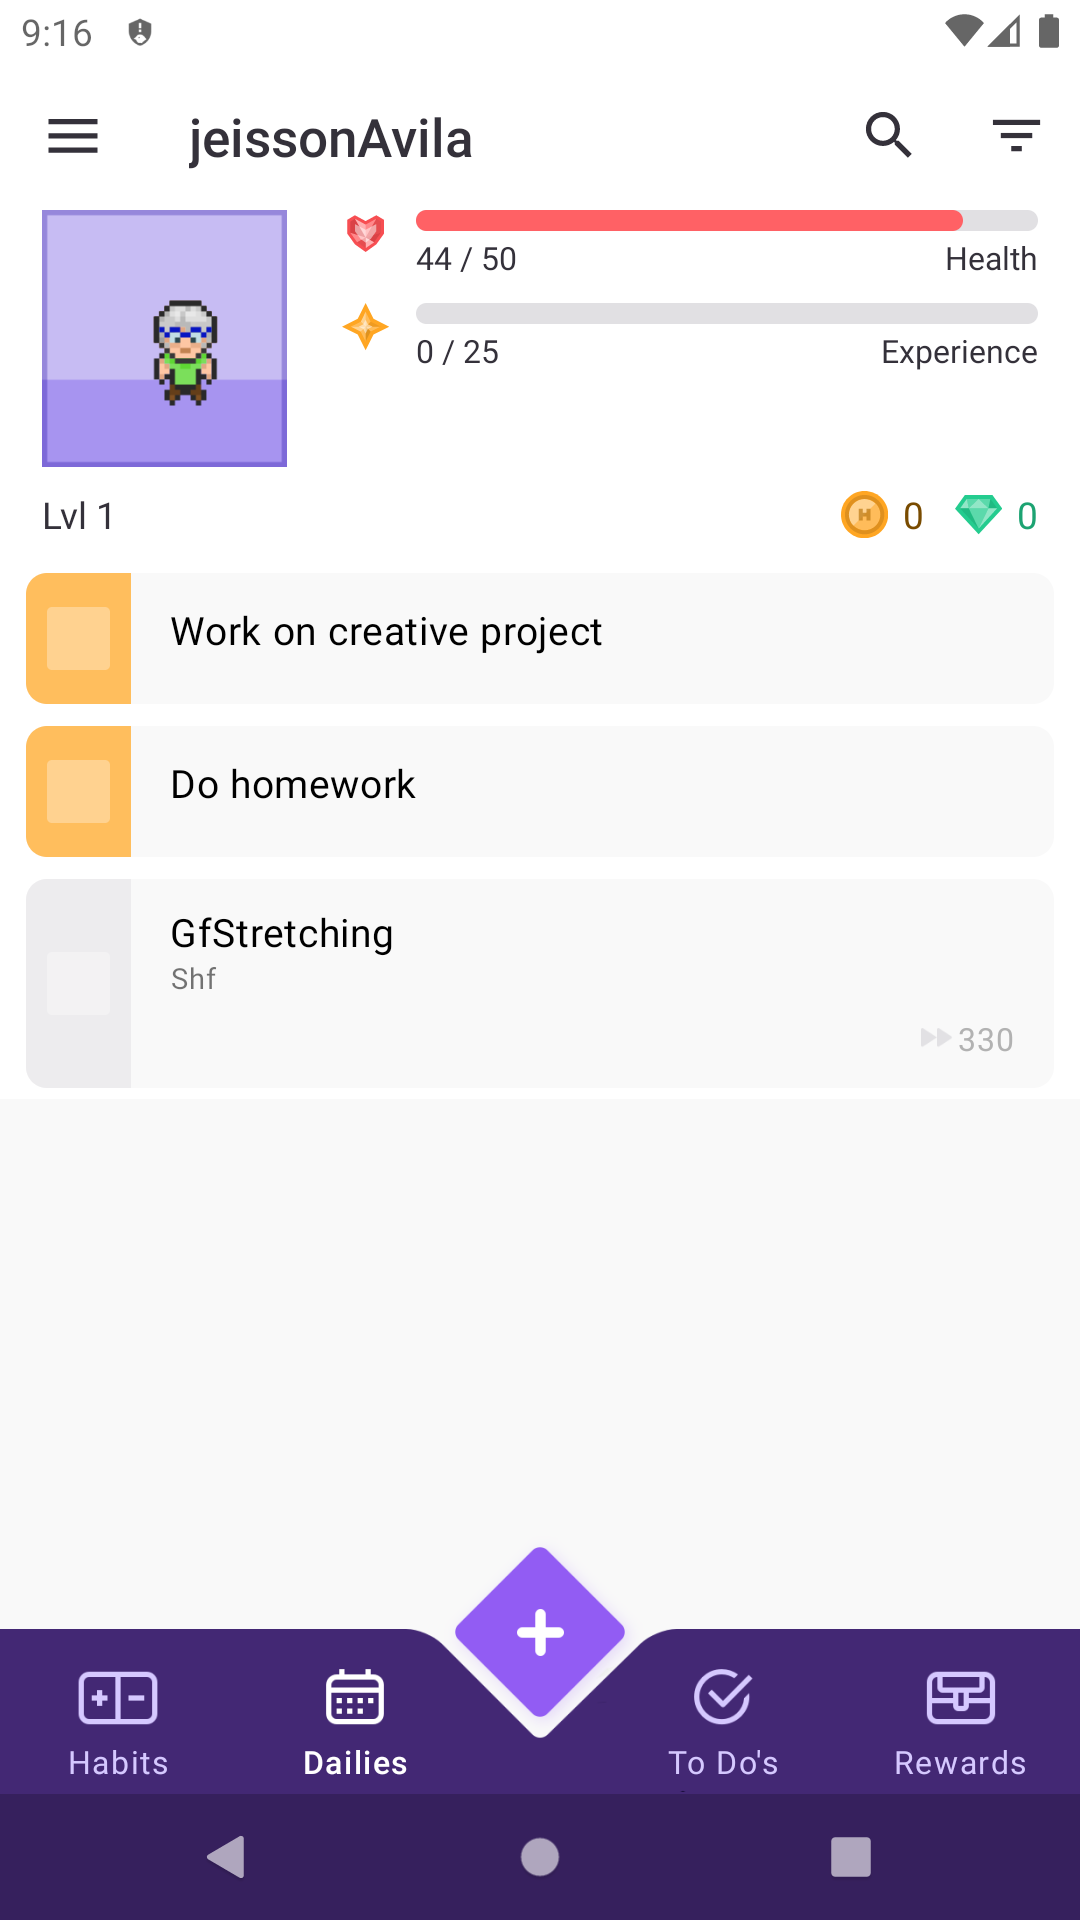 9:16
jeissonAvila
44 / 50 Health
0 / 25 Experience
Lvl 1 0 0
Work on creative project
Do homework
GfStretching
Shf
330
Habits Dailies To Do's Rewards